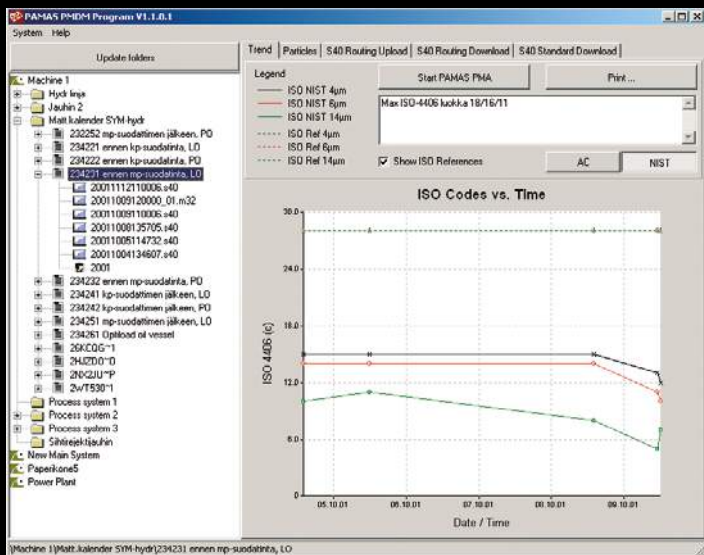 PAMAS PMDM Program V1.1.0.1
System Help
Update folders
Machine 1
Hydr linja
Jauhin 2
Matt.kalender SYM-hydr
232252 mp-suodattimen jälkeen, PO
234221 ennen kp-suodatinta, LO
234222 ennen kp-suodatinta, PO
234231 ennen mp-suodatinta, LO
20011112110006.s40
20011009120000_01.m32
20011009110006.s40
20011008135705.s40
20011005114732.s40
20011004134607.s40
2001
234232 ennen mp-suodatinta, PO
234241 kp-suodattimen jälkeen, LO
234242 kp-suodattimen jälkeen, PO
234251 mp-suodattimen jälkeen, LO
234261 Optiload oil vessel
26KCQG~1
2HJZD0~O
2NX2JU~P
2WT530~1
Process system 1
Process system 2
Process system 3
Sihtirejektijauhin
New Main System
Paperikone5
Power Plant
Trend Particles S40 Routing Upload S40 Routing Download S40 Standard Download
Legend
ISO NIST 4µm
ISO NIST 6µm
ISO NIST 14µm
ISO Ref 4µm
ISO Ref 6µm
ISO Ref 14µm
Start PAMAS PMA
Print ...
Max ISO-4406 luokka 18/16/11
Show ISO References
AC
NIST
ISO Codes vs. Time
ISO 4406 (c)
30.0
24.0
18.0
12.0
6.0
0
05.10.01 06.10.01 07.10.01 08.10.01 09.10.01
Date / Time
\Machine 1\Matt.kalender SYM-hydr\234231 ennen mp-suodatinta, LO